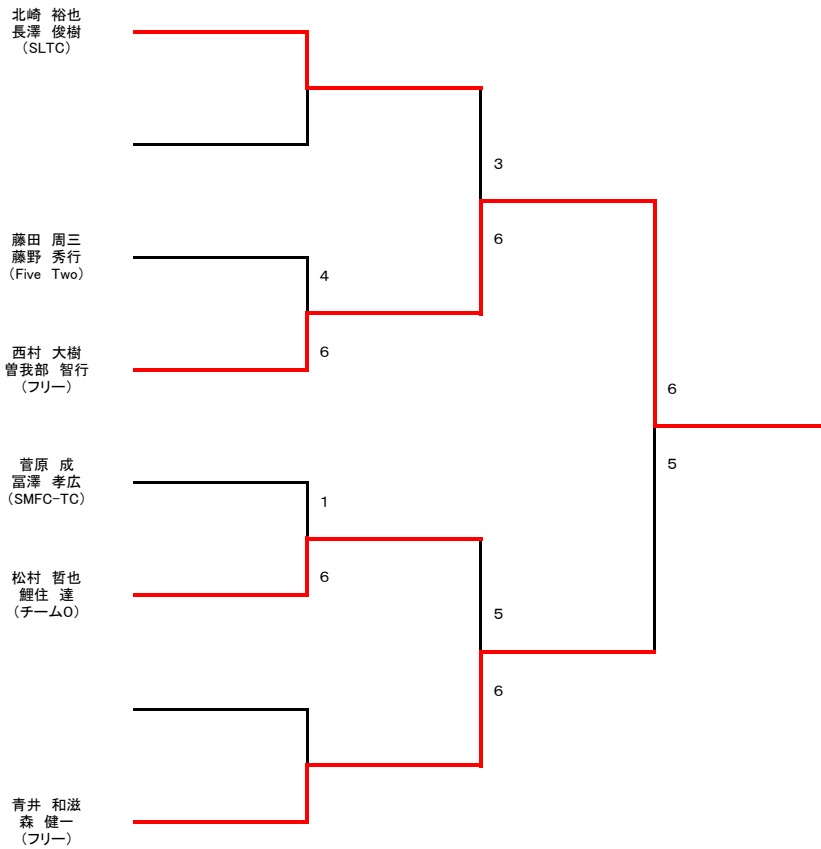 北崎 裕也
長澤 俊樹
（SLTC）
3
藤田 周三
藤野 秀行
（Five Two）
6
4
西村 大樹
曽我部 智行
（フリー）
6
6
菅原 成
冨澤 孝広
（SMFC-TC）
5
1
松村 哲也
鯉住 達
（チームO）
6
5
6
青井 和滋
森 健一
（フリー）